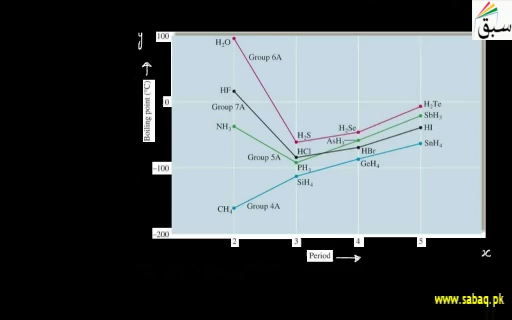 سبق
y
100
H₂O
Group 6A
HF
Group 7A
0
H₂Te
SbH₃
NH₃
HI
H₂S
H₂Se
AsH₃
SnH₄
HCl
HBr
Group 5A
PH₃
GeH₄
-100
SiH₄
CH₄
Group 4A
-200
2
3
4
5
Boiling point (°C)
Period
x
www.sabaq.pk